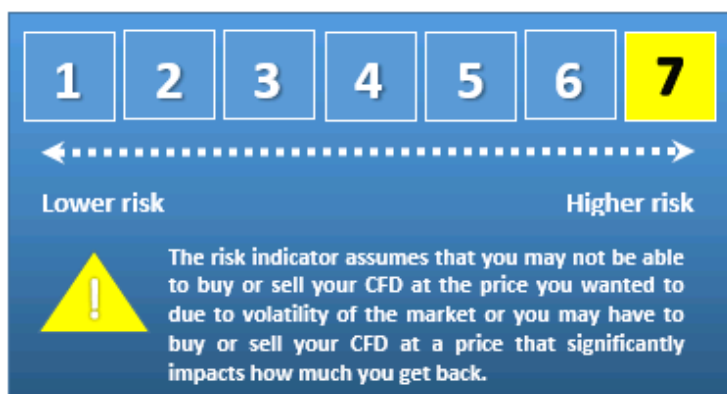 1 2 3 4 5 6 7
Lower risk Higher risk
!
The risk indicator assumes that you may not be able
to buy or sell your CFD at the price you wanted to
due to volatility of the market or you may have to
buy or sell your CFD at a price that significantly
impacts how much you get back.